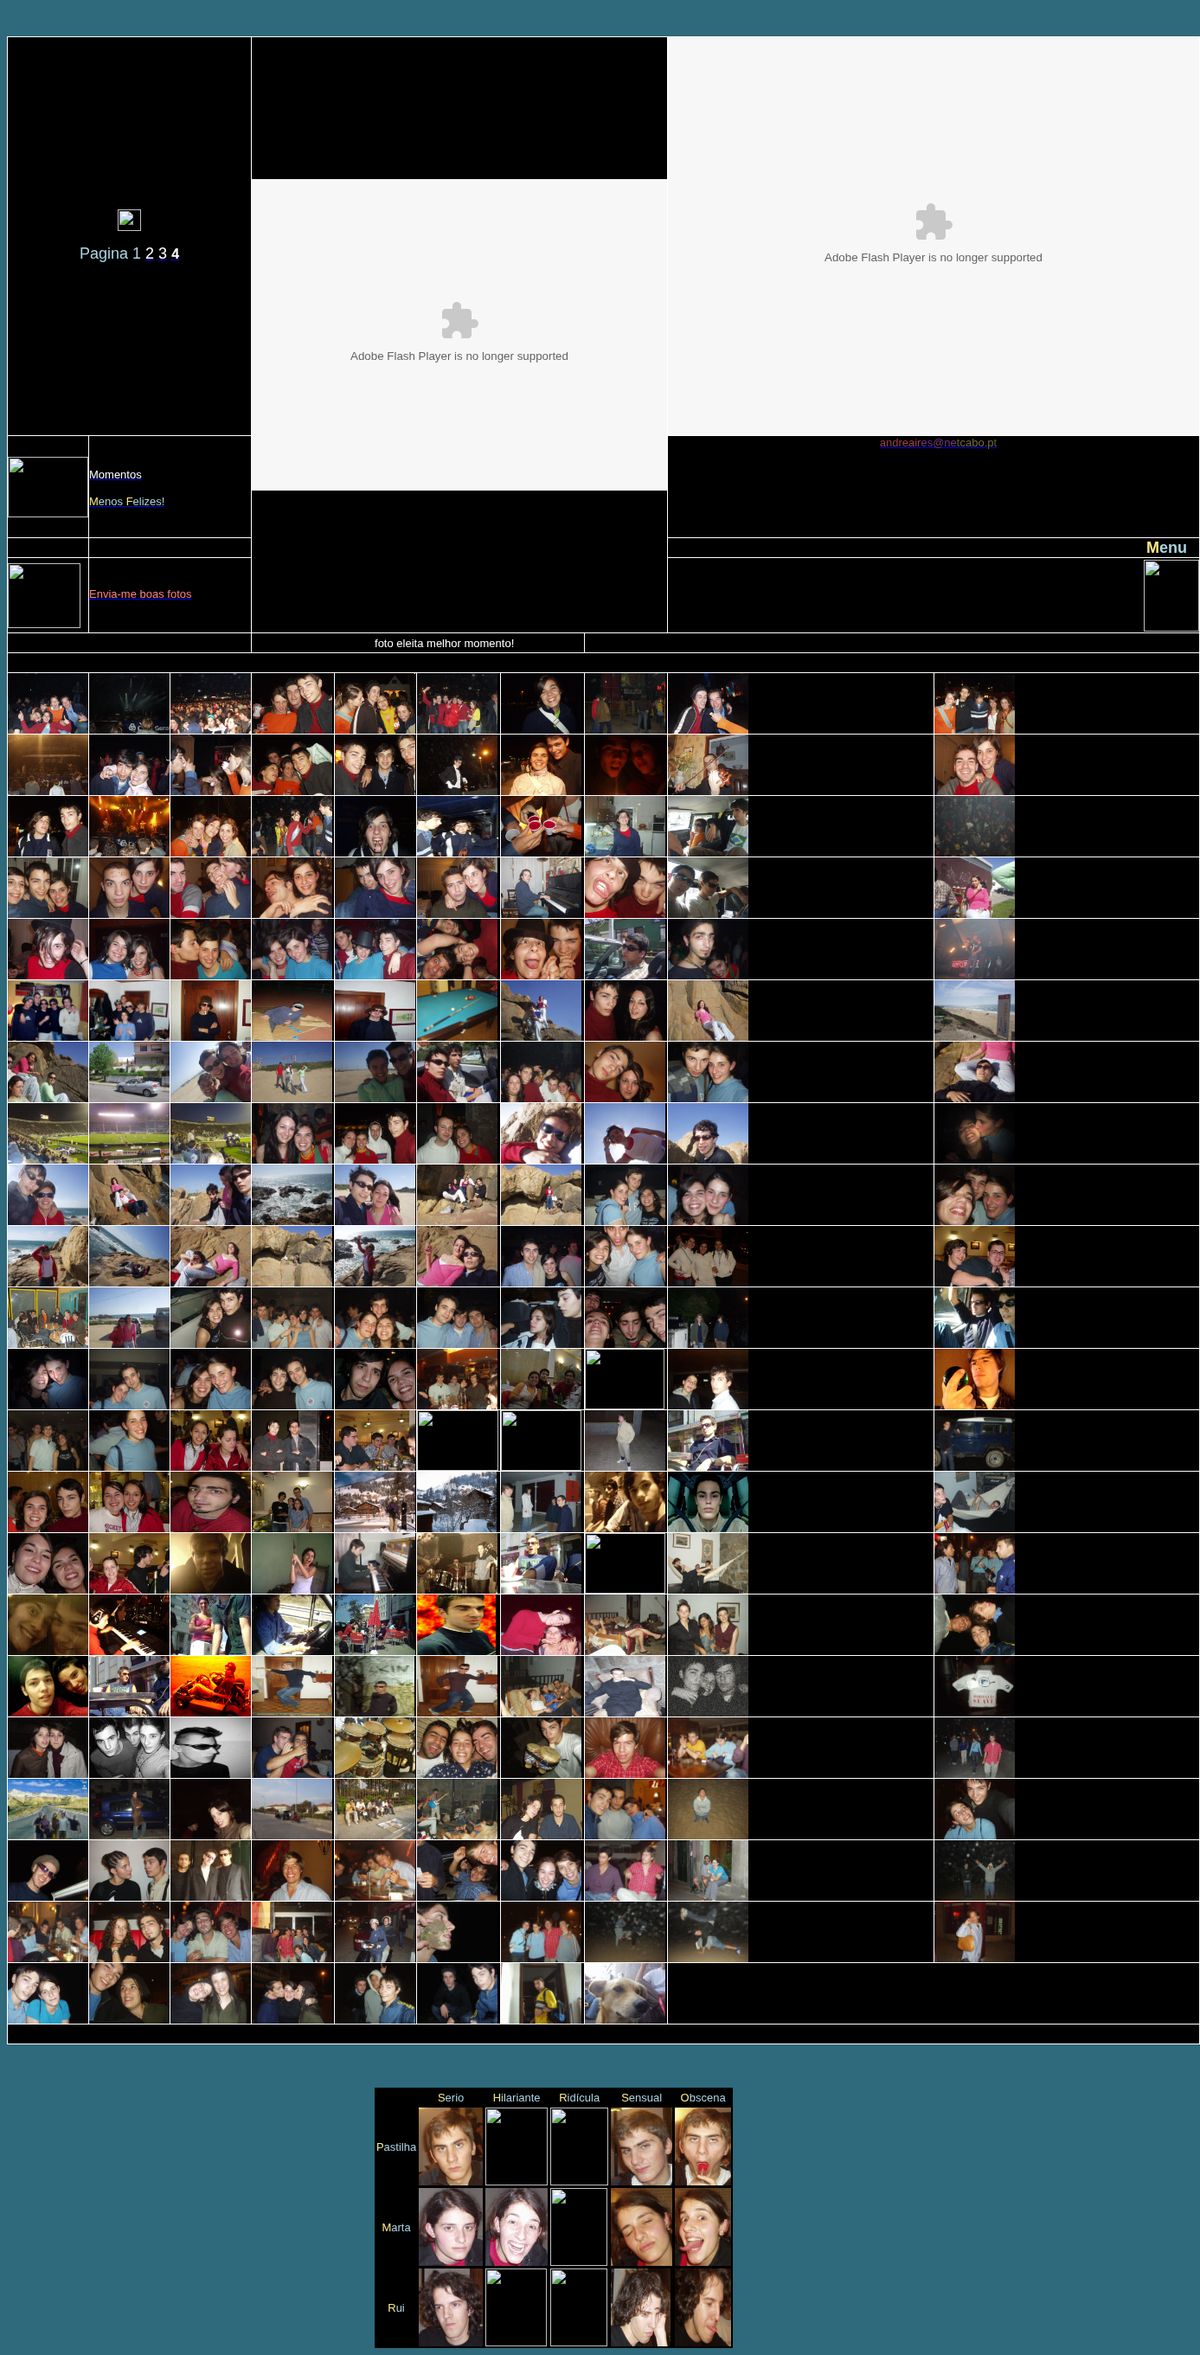 Adobe Flash Player is no longer supported
Pagina 1 2 3 4
Adobe Flash Player is no longer supported
andreaires@netcabo.pt
Momentos
Menos Felizes!
Menu
Envia-me boas fotos
foto eleita melhor momento!
Serio Hilariante Ridícula Sensual Obscena
Pastilha
Marta
Rui